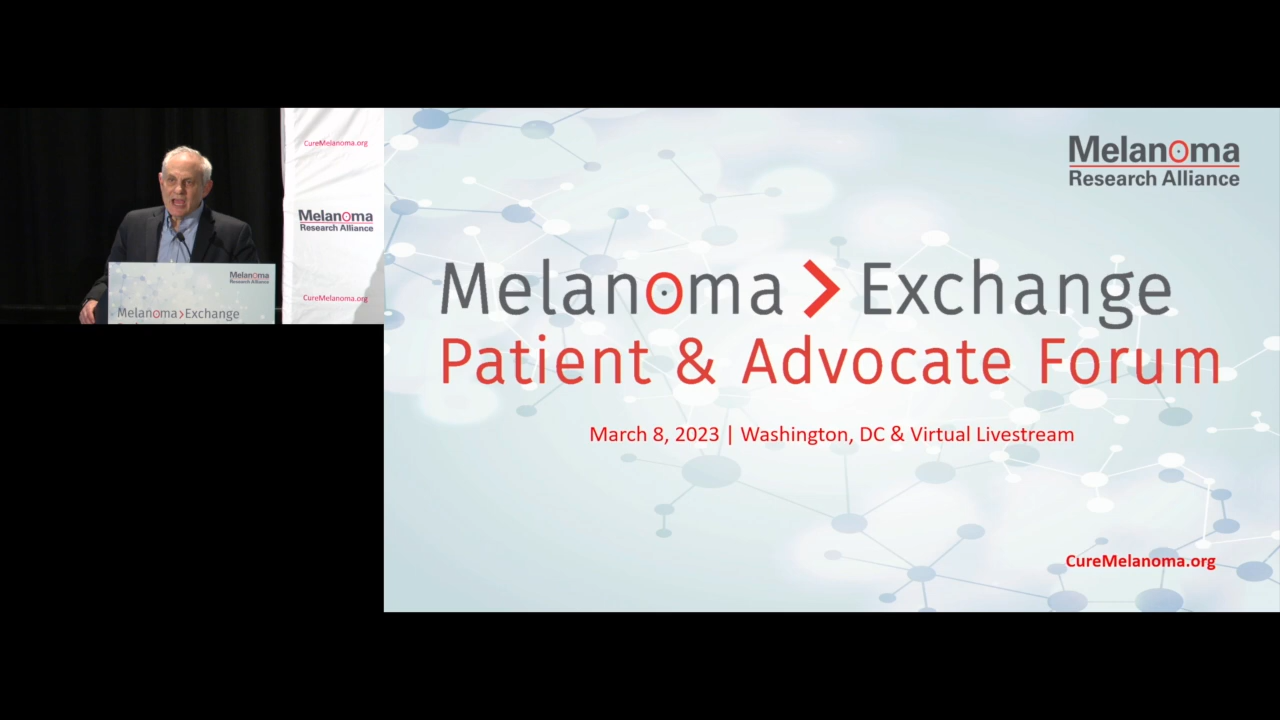 CureMelanoma.org
Melanoma
Research Alliance
CureMelanoma.org
Melanoma
Research Alliance
Melanoma>Exchange
Melanoma
Research Alliance
Melanoma > Exchange
Patient & Advocate Forum
March 8, 2023 | Washington, DC & Virtual Livestream
CureMelanoma.org